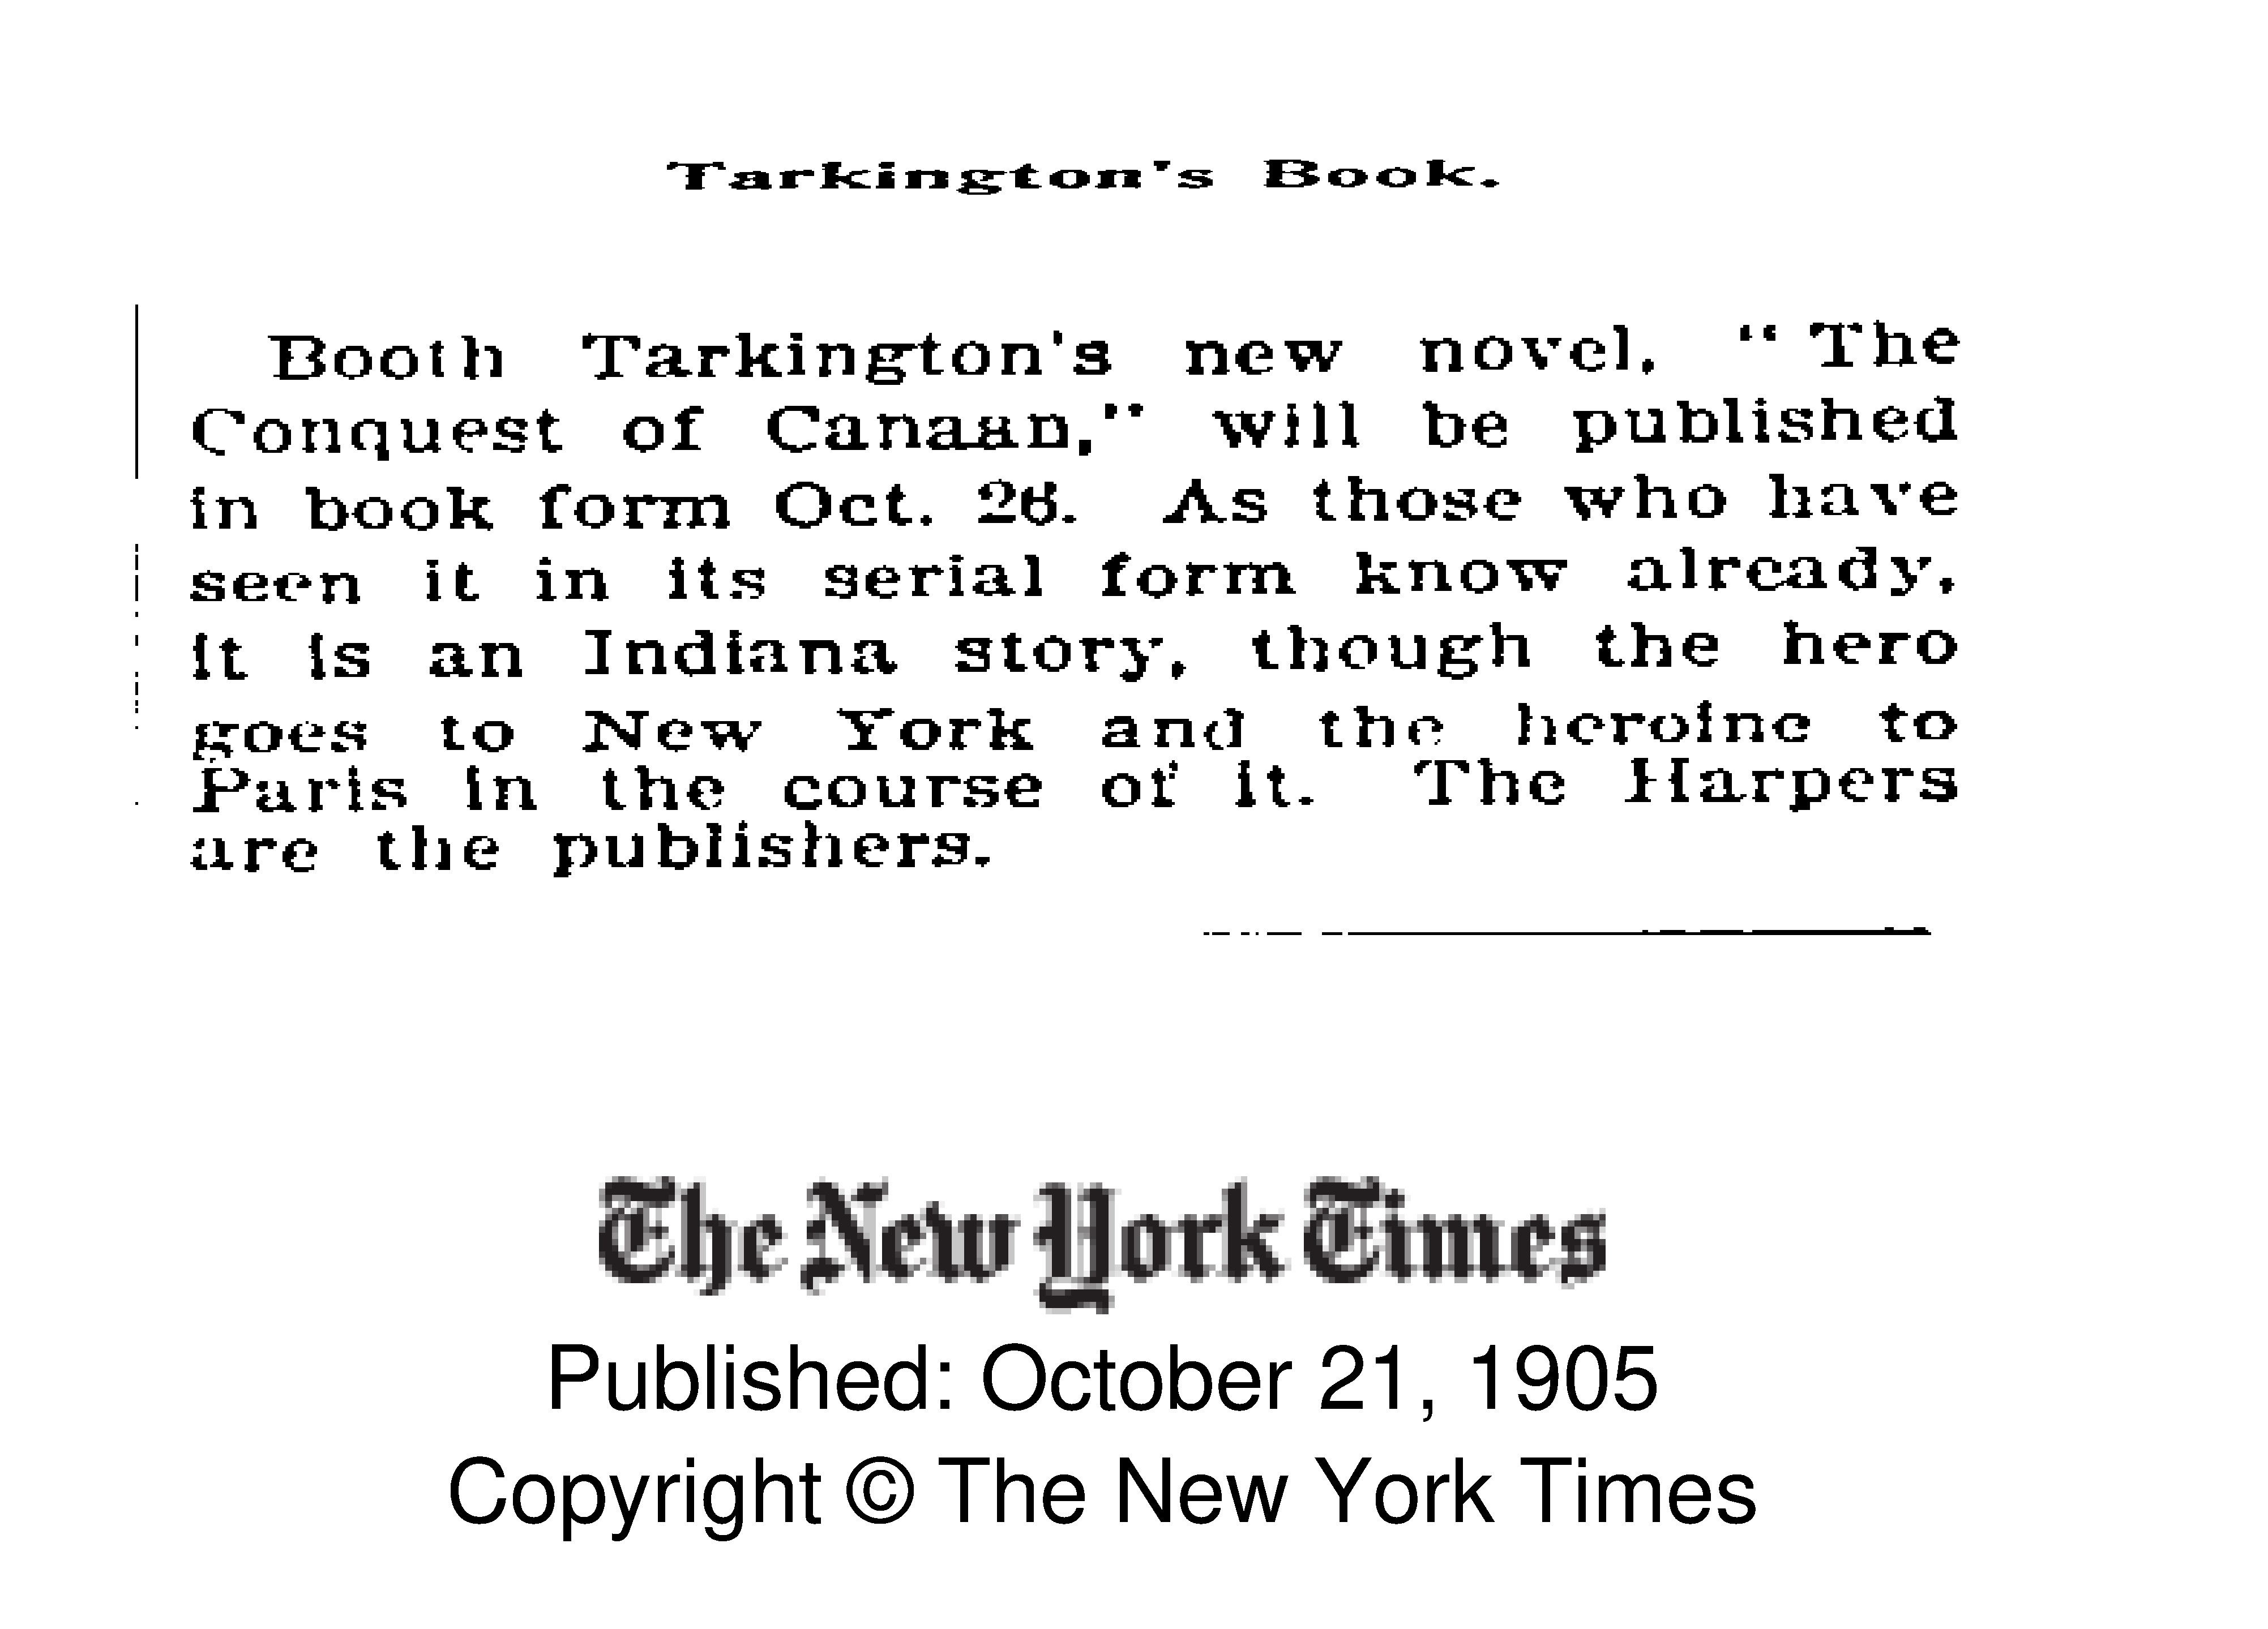 Tarkington's Book.
Booth Tarkington's new novel, "The
Conquest of Canaan," will be published
in book form Oct. 26. As those who have
seen it in its serial form know already,
it is an Indiana story, though the hero
goes to New York and the heroine to
Paris in the course of it. The Harpers
are the publishers.
The New York Times
Published: October 21, 1905
Copyright © The New York Times